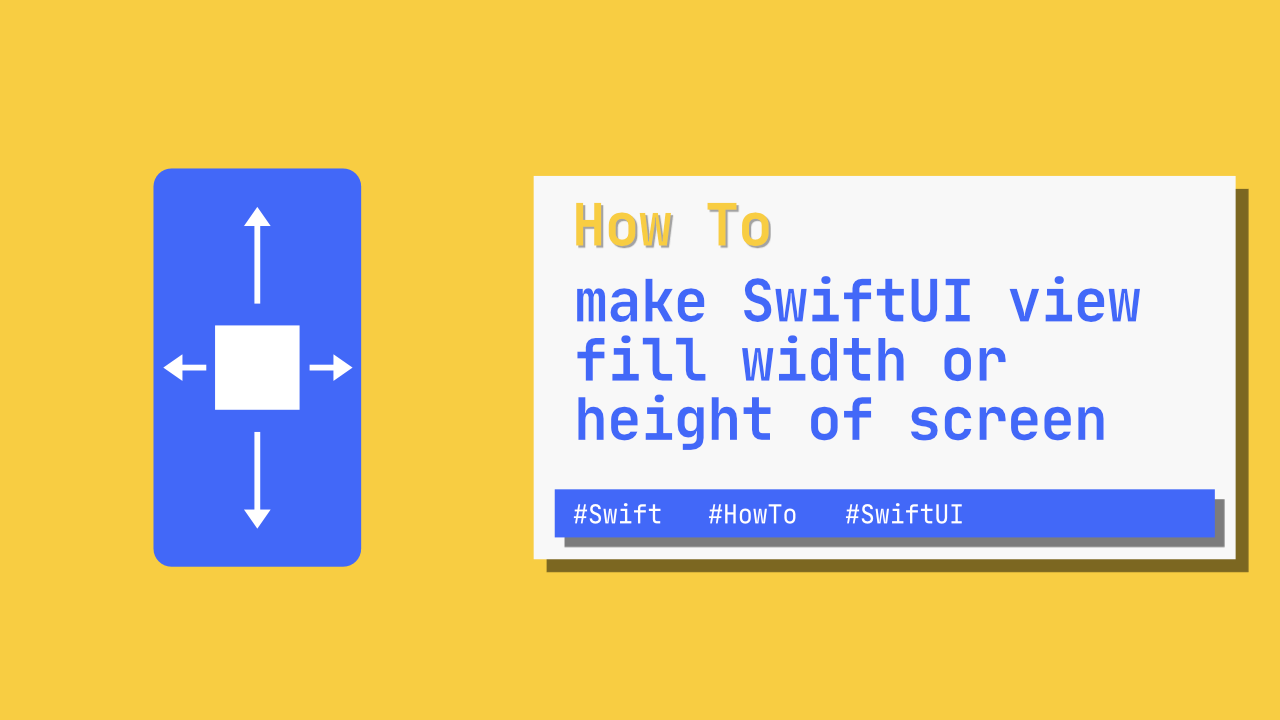 How To
make SwiftUI view
fill width or
height of screen
#Swift #HowTo #SwiftUI